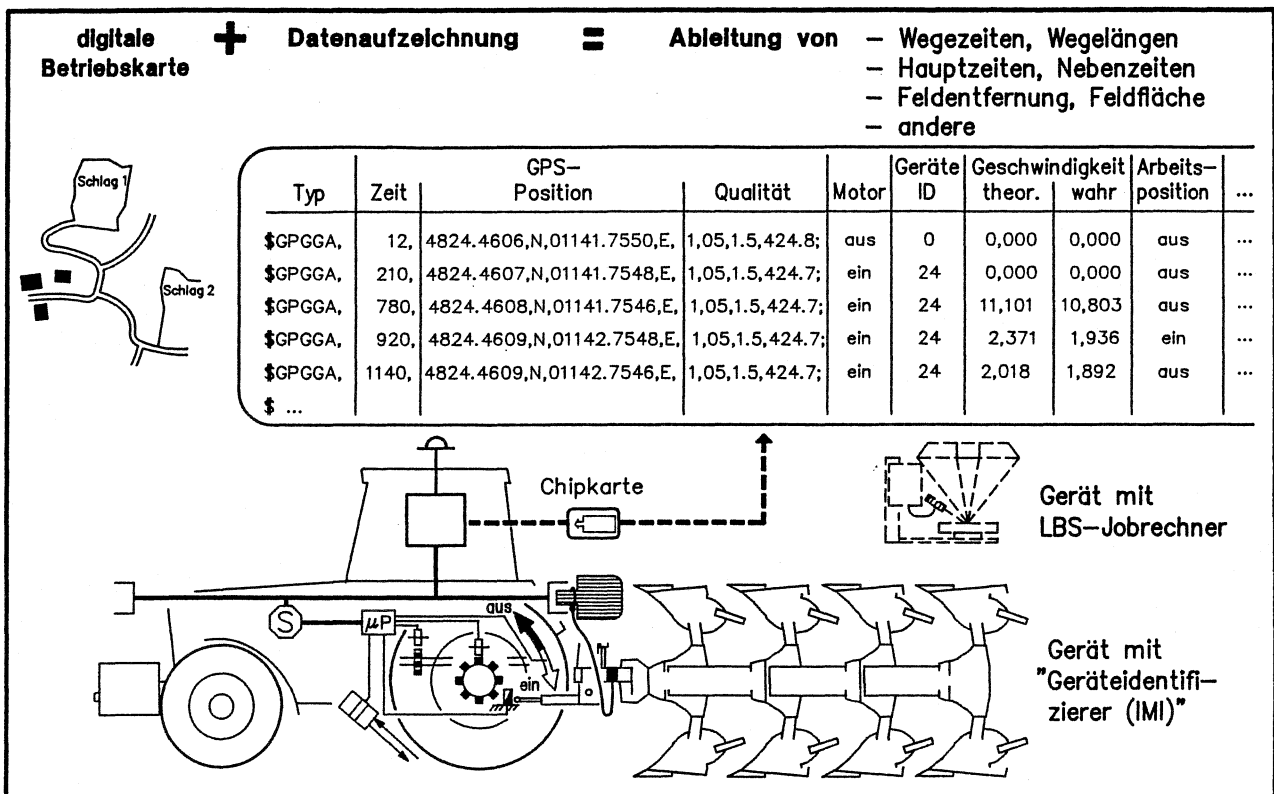 digitale + Datenaufzeichnung = Ableitung von – Wegezeiten, Wegelängen
Betriebskarte
– Hauptzeiten, Nebenzeiten
– Feldentfernung, Feldfläche
– andere
Schlag 1
Schlag 2
GPS– Geräte Geschwindigkeit Arbeits–
Typ Zeit Position Qualität Motor ID theor. wahr position ...
$GPGGA, 12, 4824.4606,N,01141.7550,E, 1,05,1.5,424.8; aus 0 0,000 0,000 aus ...
$GPGGA, 210, 4824.4607,N,01141.7548,E, 1,05,1.5,424.7; ein 24 0,000 0,000 aus ...
$GPGGA, 780, 4824.4608,N,01141.7546,E, 1,05,1.5,424.7; ein 24 11,101 10,803 aus ...
$GPGGA, 920, 4824.4609,N,01142.7548,E, 1,05,1.5,424.7; ein 24 2,371 1,936 ein ...
$GPGGA, 1140, 4824.4609,N,01142.7546,E, 1,05,1.5,424.7; ein 24 2,018 1,892 aus ...
$ ...
Chipkarte
Gerät mit
LBS–Jobrechner
aus
S
µP
ein
Gerät mit
"Geräteidentifi–
zierer (IMI)"